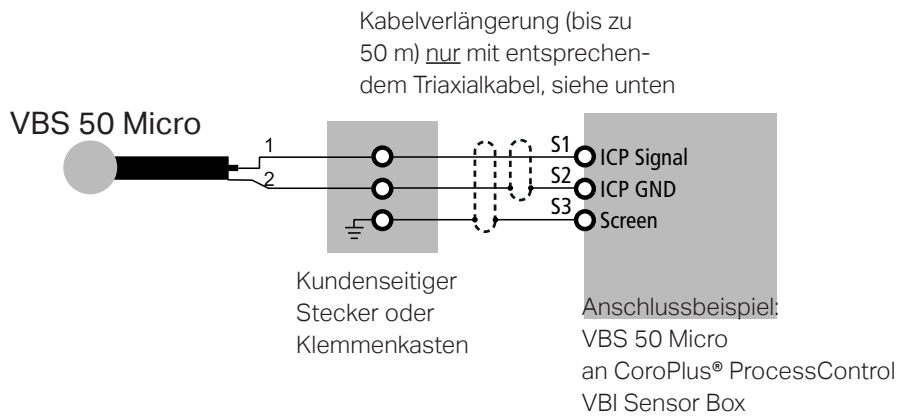 Kabelverlängerung (bis zu
50 m) nur mit entsprechen-
dem Triaxialkabel, siehe unten
VBS 50 Micro
1
2
S1
ICP Signal
S2
ICP GND
S3
Screen
Kundenseitiger
Stecker oder
Klemmenkasten
Anschlussbeispiel:
VBS 50 Micro
an CoroPlus® ProcessControl
VBI Sensor Box